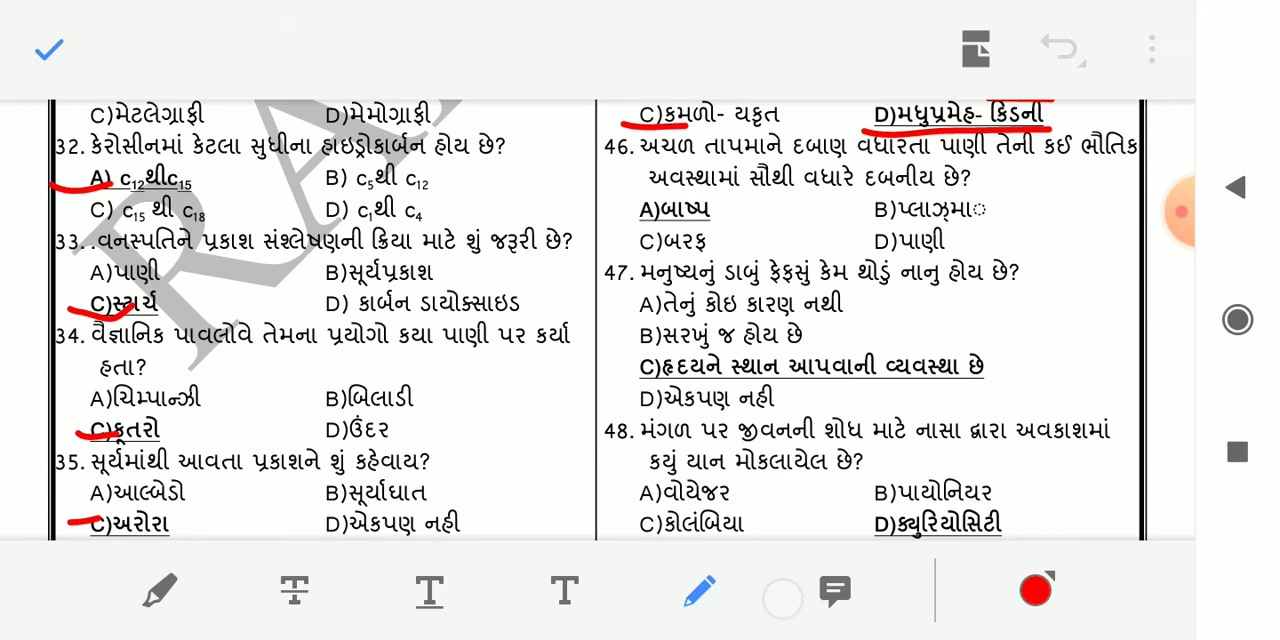 C)મેટલેગ્રાફી D)મેમોગ્રાફી
32. કેરોસીનમાં કેટલા સુધીના હાઇડ્રોકાર્બન હોય છે?
A) c12થીc15 B) c5થી c12
C) c15 થી c18 D) c1થી c4
33. .વનસ્પતિને પ્રકાશ સંશ્લેષણની ક્રિયા માટે શું જરૂરી છે?
A)પાણી B)સૂર્યપ્રકાશ
C)સ્ટાર્ચ D) કાર્બન ડાયોક્સાઇડ
34. વૈજ્ઞાનિક પાવલોવે તેમના પ્રયોગો કયા પાણી પર કર્યા
હતા?
A)ચિમ્પાન્ઝી B)બિલાડી
C)કૂતરો D)ઉંદર
35. સૂર્યમાંથી આવતા પ્રકાશને શું કહેવાય?
A)આલ્બેડો B)સૂર્યાઘાત
C)અરોરા D)એકપણ નહી
C)કમળો- યકૃત D)મધુપ્રમેહ- કિડની
46. અચળ તાપમાને દબાણ વધારતા પાણી તેની કઈ ભૌતિક
અવસ્થામાં સૌથી વધારે દબનીય છે?
A)બાષ્પ B)પ્લાઝ્માા
C)બરફ D)પાણી
47. મનુષ્યનું ડાબું ફેફસું કેમ થોડું નાનુ હોય છે?
A)તેનું કોઇ કારણ નથી
B)સરખું જ હોય છે
C)હૃદયને સ્થાન આપવાની વ્યવસ્થા છે
D)એકપણ નહી
48. મંગળ પર જીવનની શોધ માટે નાસા દ્વારા અવકાશમાં
કયું યાન મોકલાયેલ છે?
A)વોયેજર B)પાયોનિયર
C)કોલંબિયા D)ક્યુરિયોસિટી